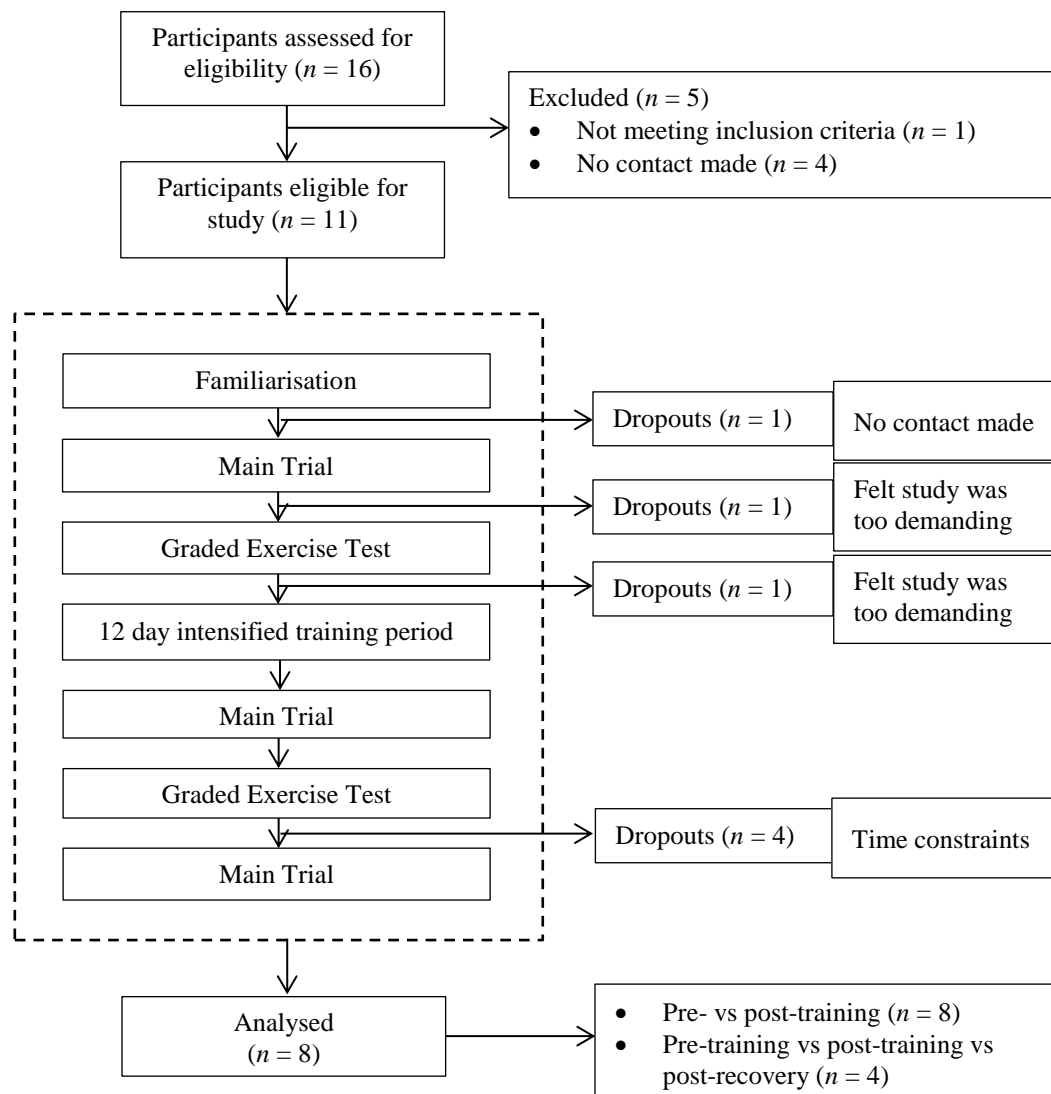 Participants assessed for
eligibility (n = 16)
Excluded (n = 5)
• Not meeting inclusion criteria (n = 1)
• No contact made (n = 4)
Participants eligible for
study (n = 11)
Familiarisation
Dropouts (n = 1)
No contact made
Main Trial
Dropouts (n = 1)
Felt study was
too demanding
Graded Exercise Test
Dropouts (n = 1)
Felt study was
too demanding
12 day intensified training period
Main Trial
Graded Exercise Test
Dropouts (n = 4)
Time constraints
Main Trial
Analysed
(n = 8)
• Pre- vs post-training (n = 8)
• Pre-training vs post-training vs
post-recovery (n = 4)